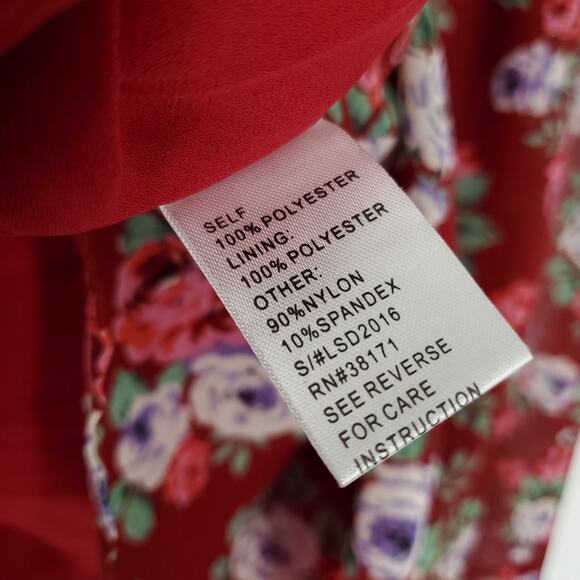 SELF
100% POLYESTER
LINING:
100% POLYESTER
OTHER:
90%NYLON
10%SPANDEX
S/#LSD2016
RN#38171
SEE REVERSE
FOR CARE
INSTRUCTION